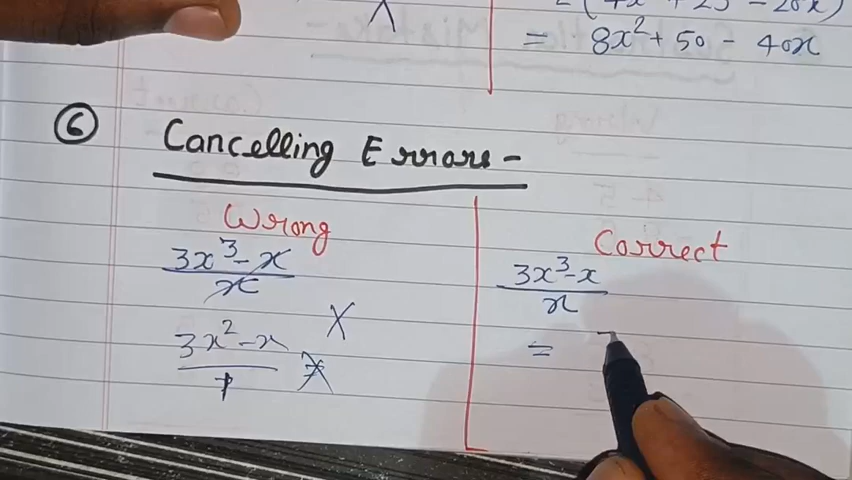 = 8x² + 50 - 40x
⑥ Cancelling Errors -
Wrong
3x³ - x / x
3x² - x / 1
Correct
3x³ - x / x
=